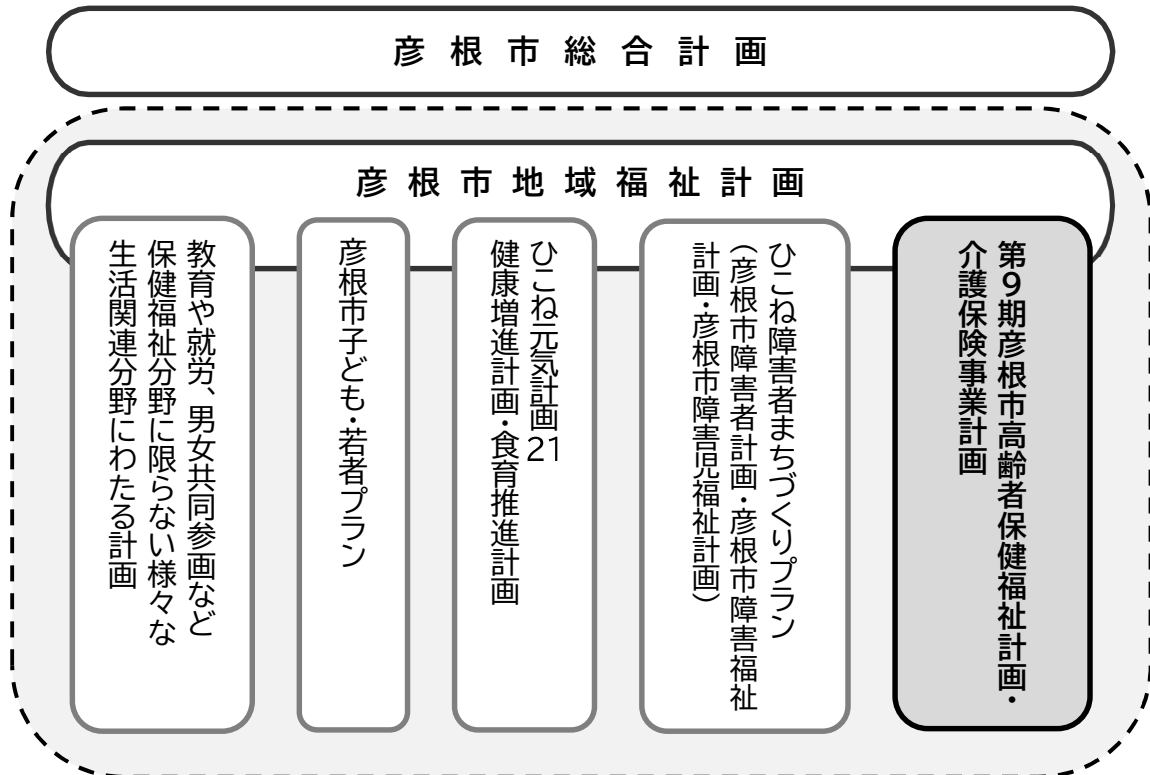 彦根市総合計画
彦根市地域福祉計画
第9期彦根市高齢者保健福祉計画・
介護保険事業計画
ひこね障害者まちづくりプラン
（彦根市障害者計画・彦根市障害福祉
計画・彦根市障害児福祉計画）
ひこね元気計画21
健康増進計画・食育推進計画
彦根市子ども・若者プラン
教育や就労、男女共同参画など
保健福祉分野に限らない様々な
生活関連分野にわたる計画